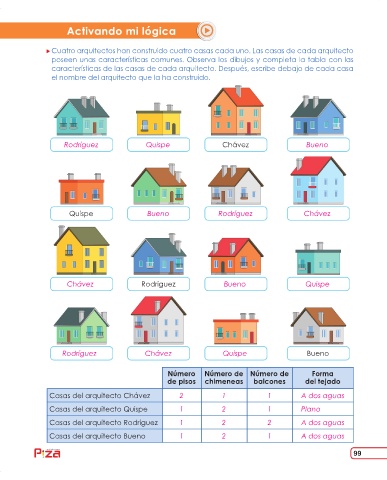 Activando mi lógica
Cuatro arquitectos han construido cuatro casas cada uno. Las casas de cada arquitecto
poseen unas características comunes. Observa los dibujos y completa la tabla con las
características de las casas de cada arquitecto. Después, escribe debajo de cada casa
el nombre del arquitecto que la ha construido.
Rodríguez Quispe Chávez Bueno
Quispe Bueno Rodríguez Chávez
Chávez Rodríguez Bueno Quispe
Rodríguez Chávez Quispe Bueno
Número de pisos Número de chimeneas Número de balcones Forma del tejado
Casas del arquitecto Chávez 2 1 1 A dos aguas
Casas del arquitecto Quispe 1 2 1 Plano
Casas del arquitecto Rodríguez 1 2 2 A dos aguas
Casas del arquitecto Bueno 1 2 1 A dos aguas
99